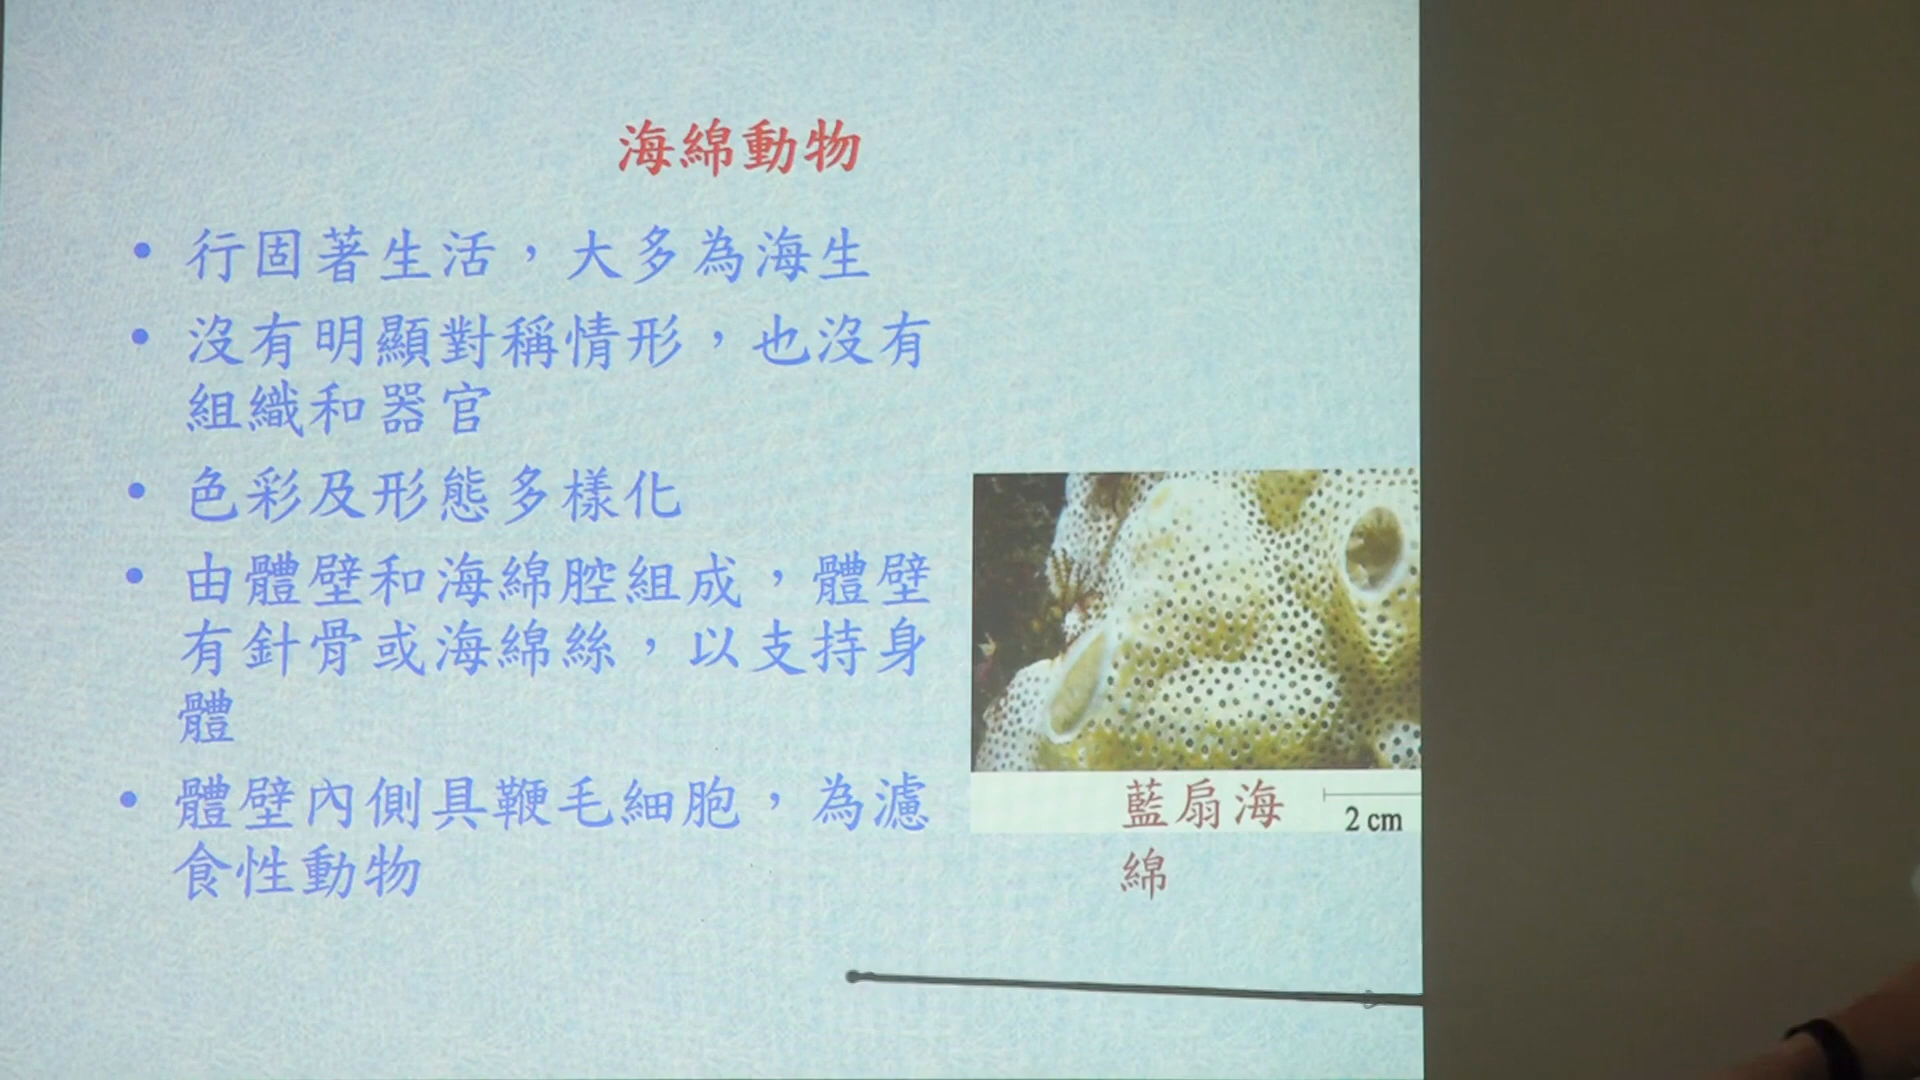 海綿動物
• 行固著生活，大多為海生
• 沒有明顯對稱情形，也沒有
組織和器官
• 色彩及形態多樣化
• 由體壁和海綿腔組成，體壁
有針骨或海綿絲，以支持身
體
• 體壁內側具鞭毛細胞，為濾
食性動物
藍扇海
綿
2 cm